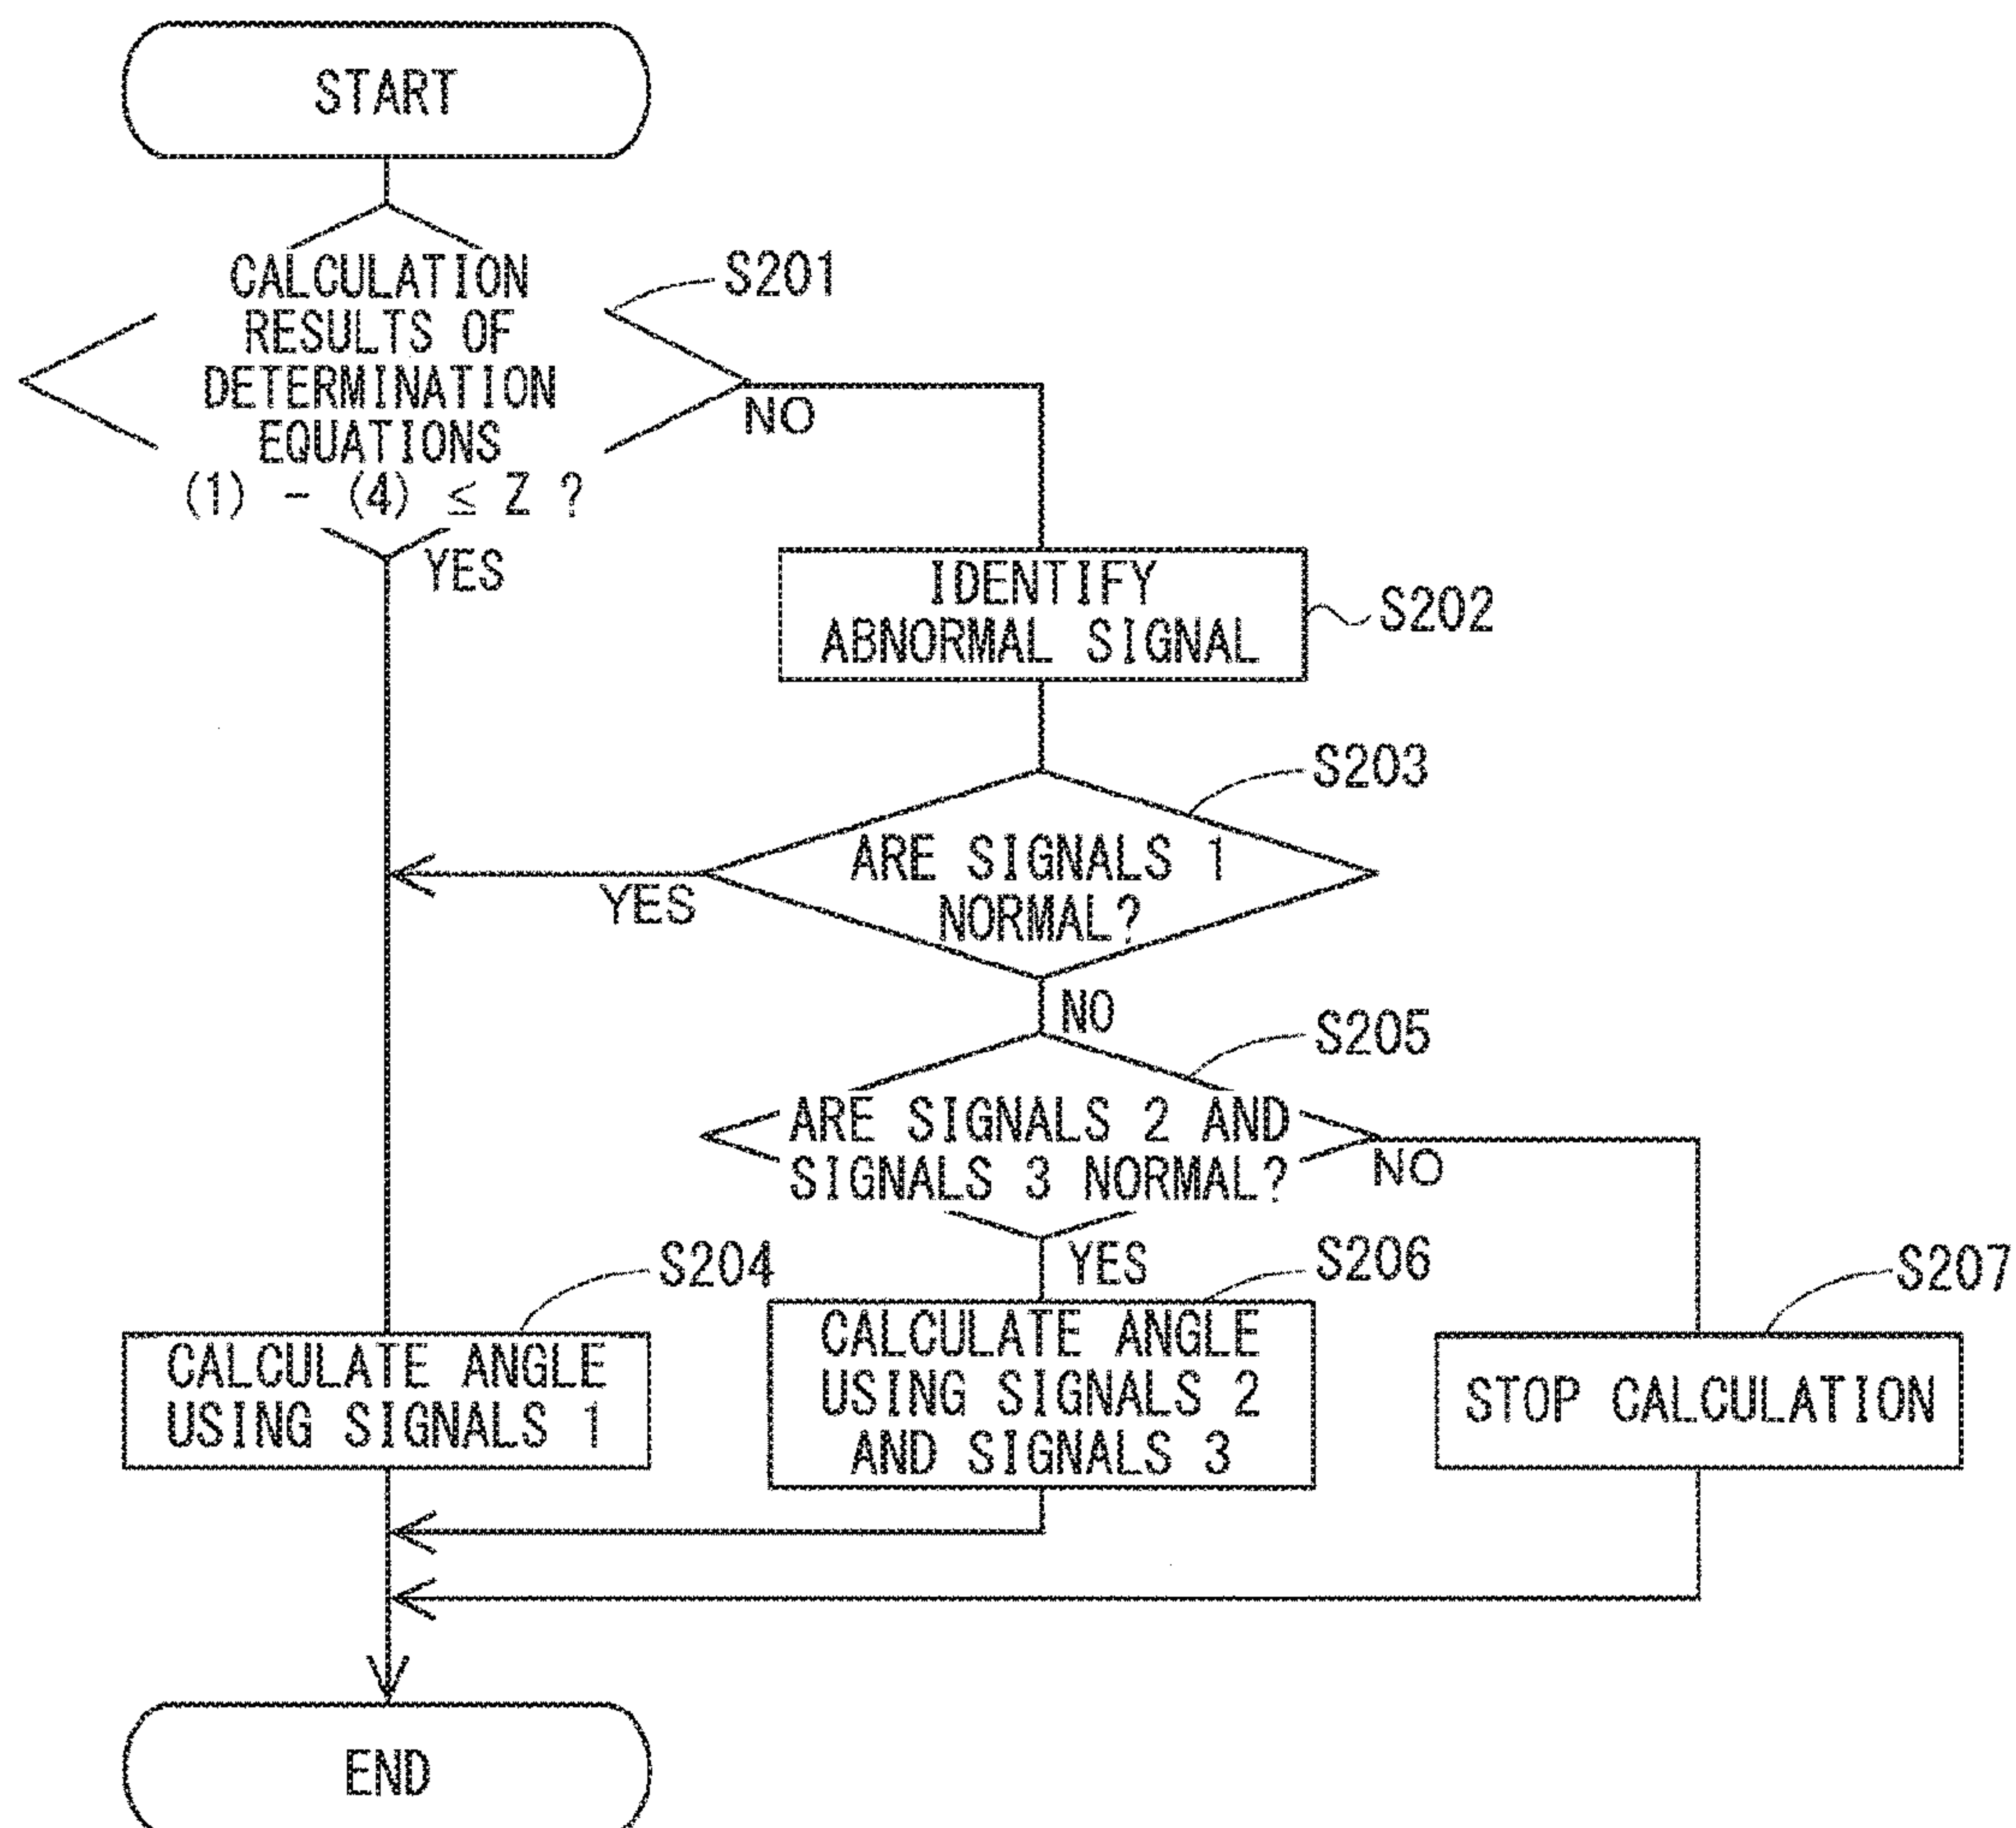 START
CALCULATION
RESULTS OF
DETERMINATION
EQUATIONS
(1) - (4) ≤ Z ?
S201
NO
YES
IDENTIFY
ABNORMAL SIGNAL
S202
S203
ARE SIGNALS 1
NORMAL?
YES
NO
S205
ARE SIGNALS 2 AND
SIGNALS 3 NORMAL?
NO
YES
S204
CALCULATE ANGLE
USING SIGNALS 1
S206
CALCULATE ANGLE
USING SIGNALS 2
AND SIGNALS 3
S207
STOP CALCULATION
END